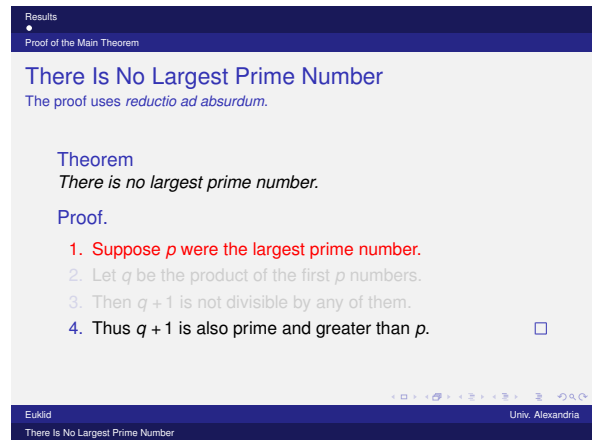 Results
Proof of the Main Theorem
There Is No Largest Prime Number
The proof uses reductio ad absurdum.
Theorem
There is no largest prime number.
Proof.
1. Suppose p were the largest prime number.
2. Let q be the product of the first p numbers.
3. Then q + 1 is not divisible by any of them.
4. Thus q + 1 is also prime and greater than p.
Euklid Univ. Alexandria
There Is No Largest Prime Number